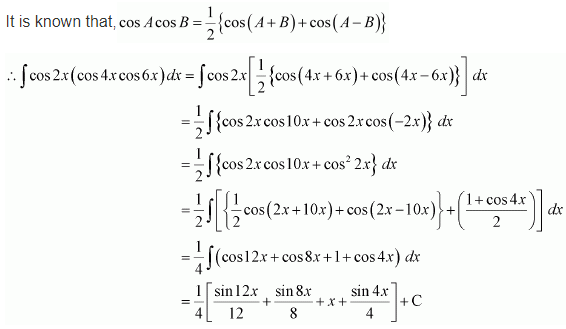 It is known that, cos A cos B = 1/2 {cos(A + B) + cos(A − B)}
∴ ∫cos 2x (cos 4x cos 6x) dx = ∫cos 2x [1/2 {cos(4x + 6x) + cos(4x − 6x)}] dx
= 1/2 ∫{cos 2x cos 10x + cos 2x cos(−2x)} dx
= 1/2 ∫{cos 2x cos 10x + cos² 2x} dx
= 1/2 ∫[{1/2 cos(2x + 10x) + cos(2x − 10x)} + ((1 + cos 4x)/2)] dx
= 1/4 ∫(cos 12x + cos 8x + 1 + cos 4x) dx
= 1/4 [sin 12x/12 + sin 8x/8 + x + sin 4x/4] + C